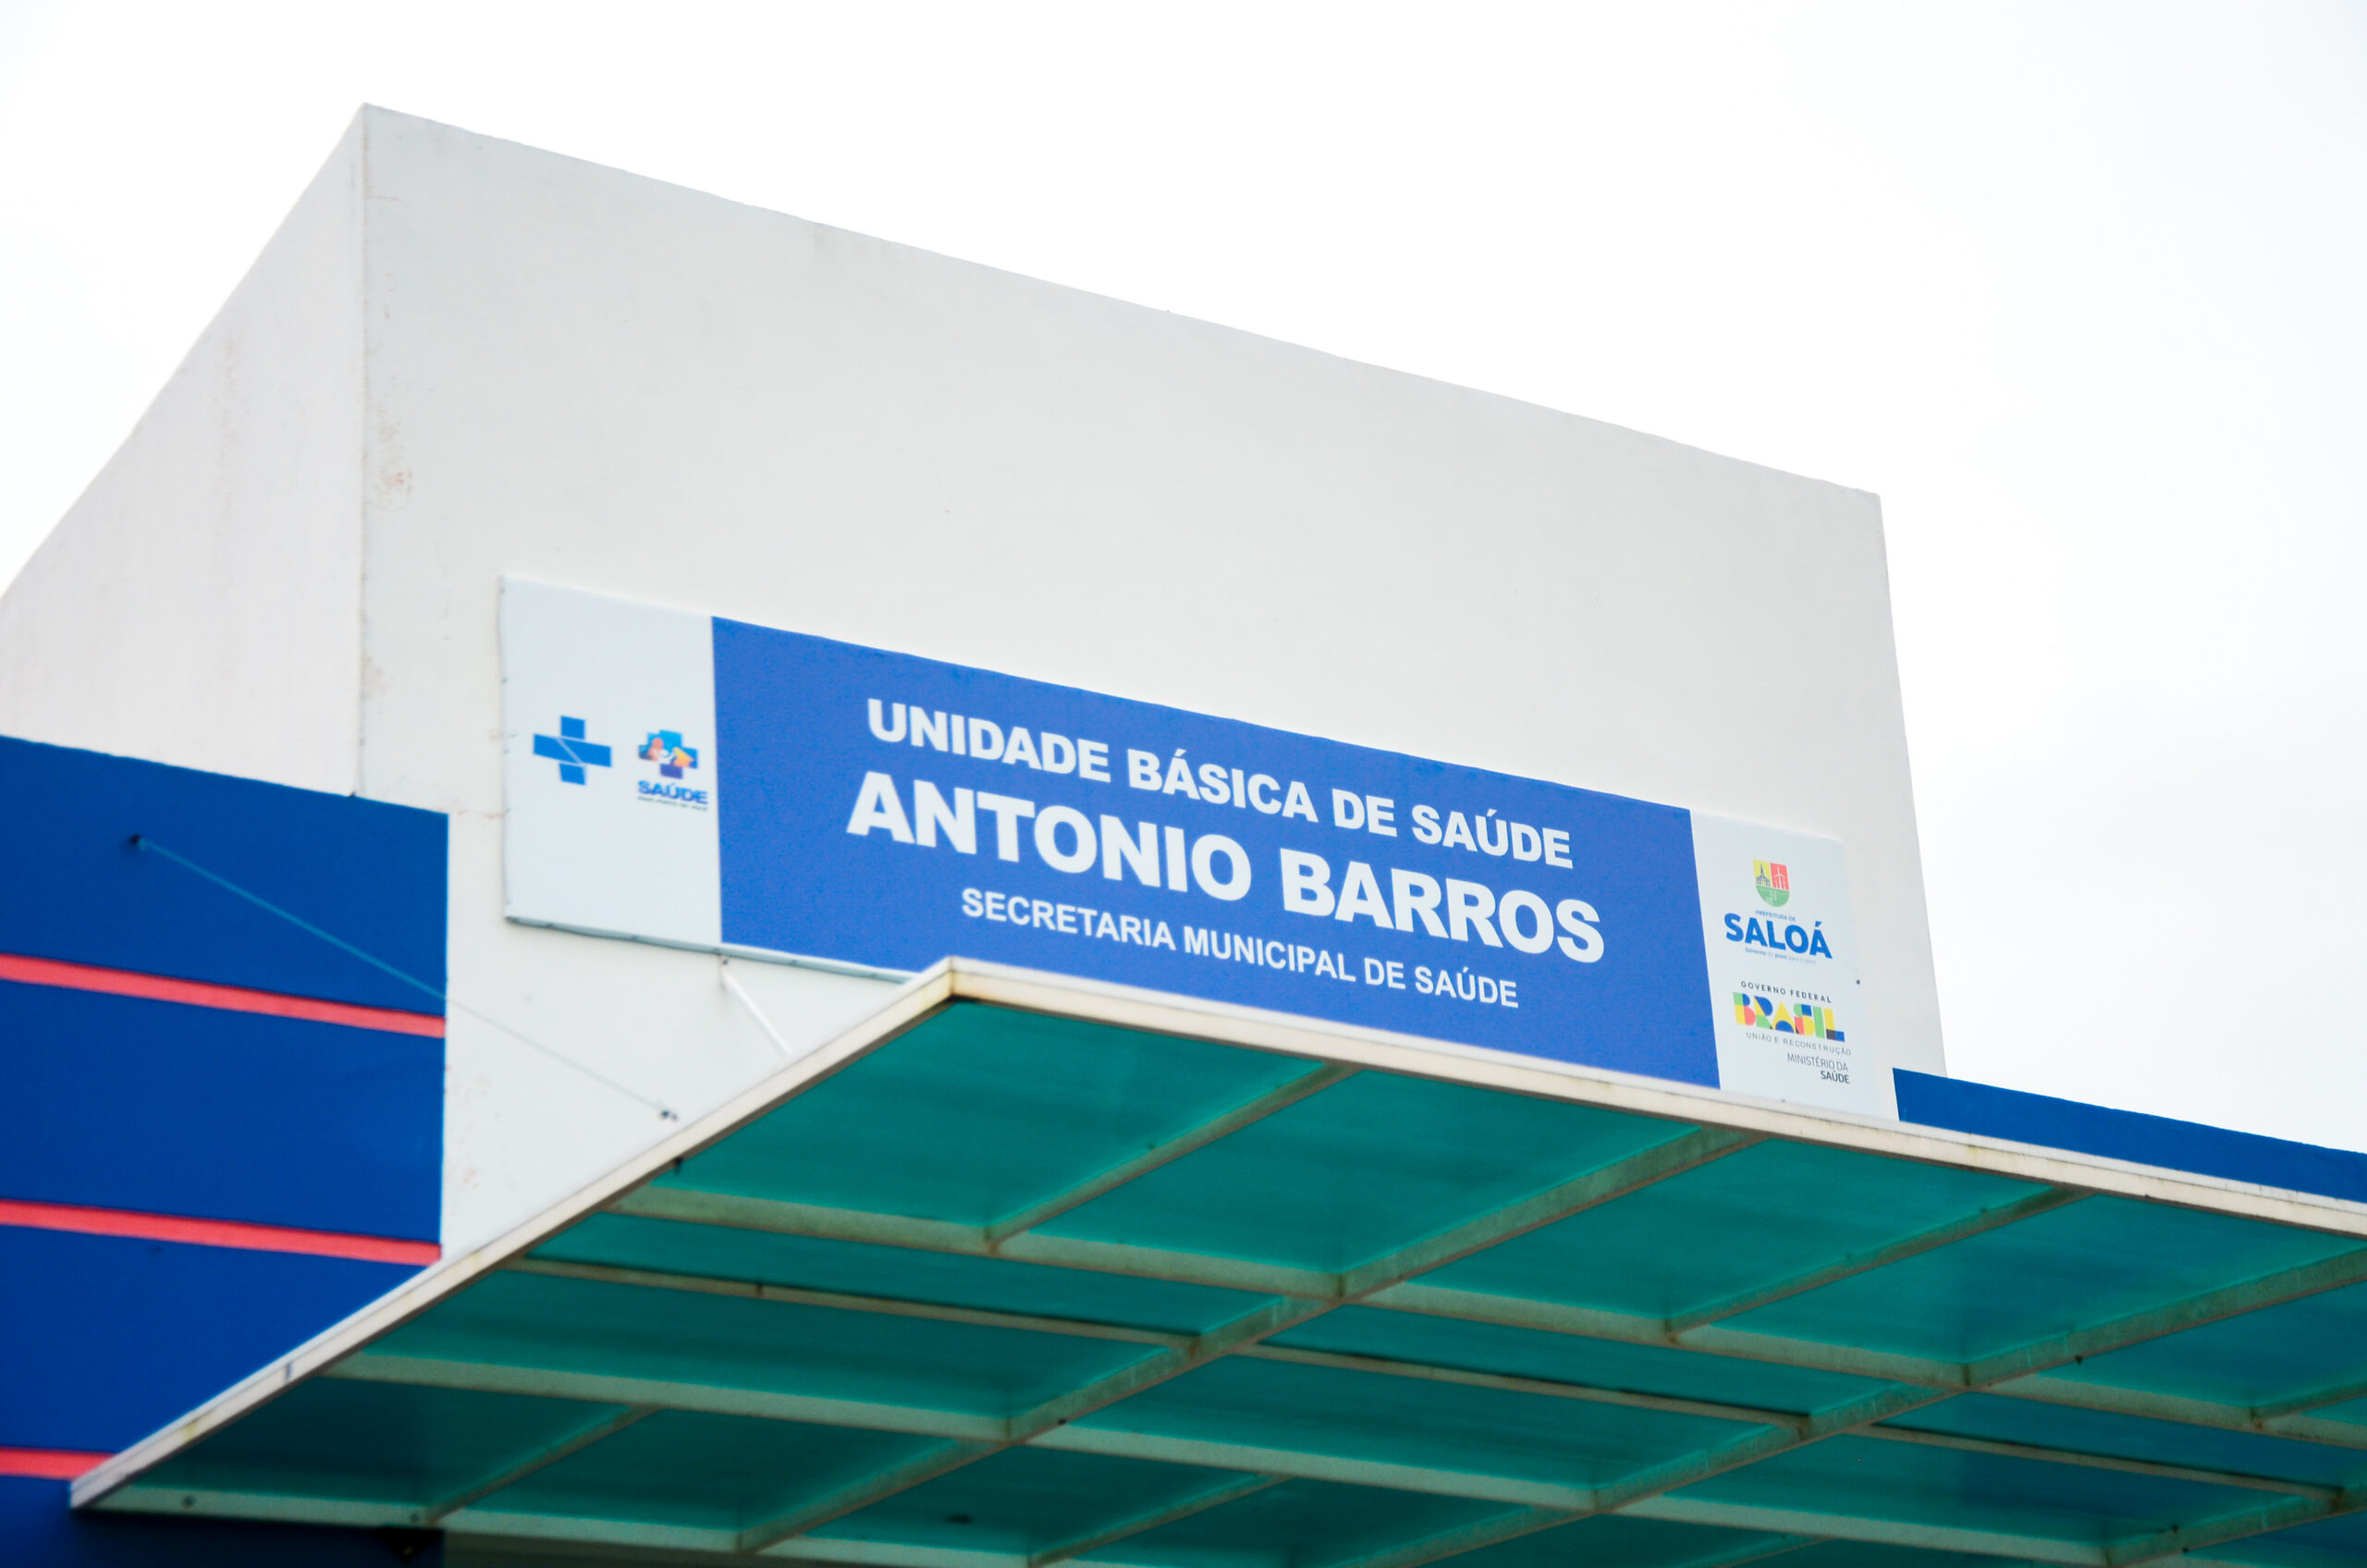 SAÚDE
UNIDADE BÁSICA DE SAÚDE
ANTONIO BARROS
SECRETARIA MUNICIPAL DE SAÚDE
PREFEITURA DE
SALOÁ
GOVERNO FEDERAL
BRASIL
UNIÃO E RECONSTRUÇÃO
MINISTÉRIO DA
SAÚDE